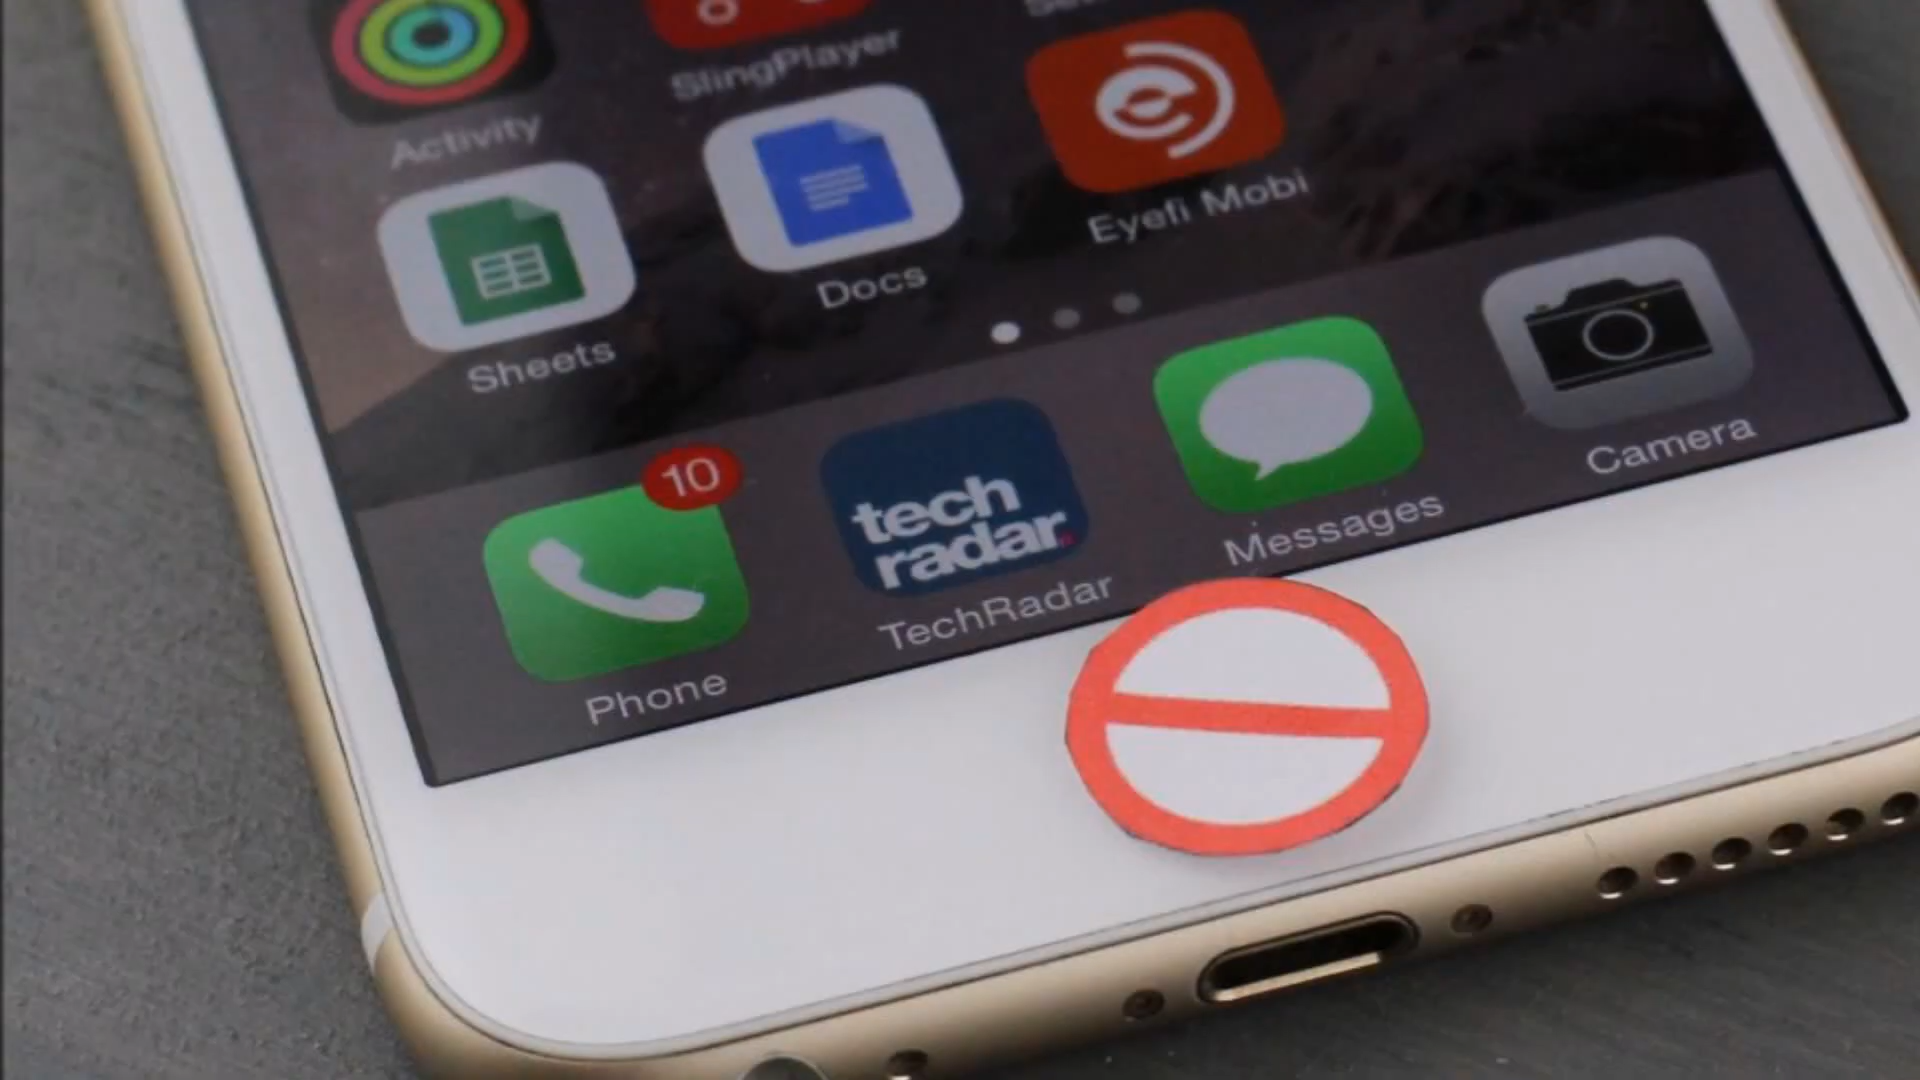 SlingPlayer
Activity
Eyefi Mobi
Docs
Sheets
Camera
10
tech
radar.
Messages
TechRadar
Phone